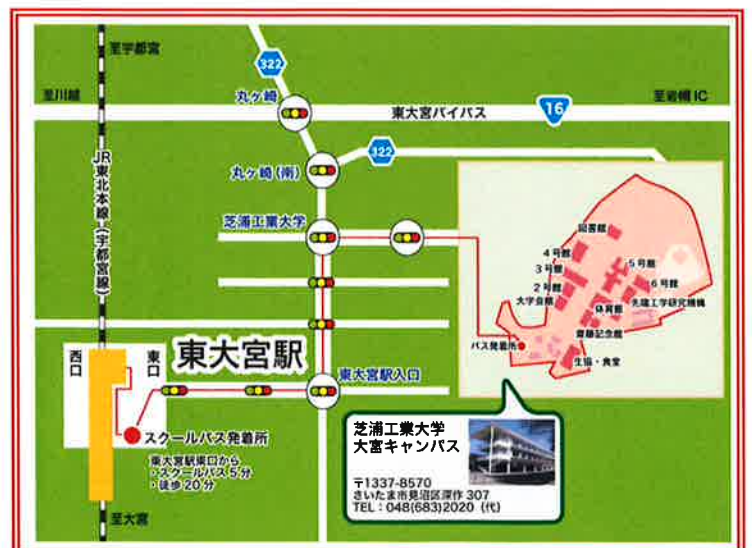 至宇都宮
322
至川越
丸ヶ崎
東大宮バイパス
16
至岩槻IC
JR東北本線(宇都宮線)
丸ヶ崎(南)
322
芝浦工業大学
図書館
4号館
3号館
5号館
2号館
6号館
大学会館
体育館
先端工学研究機構
齋藤記念館
バス発着所
生協・食堂
西口
東口
東大宮駅
東大宮駅入口
スクールバス発着所
東大宮駅東口から
・スクールバス5分
・徒歩20分
至大宮
芝浦工業大学
大宮キャンパス
〒1337-8570
さいたま市見沼区深作 307
TEL:048(683)2020 (代)